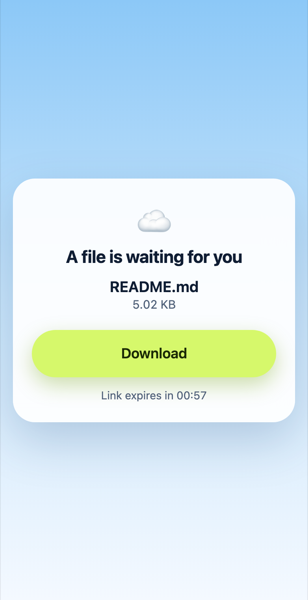 A file is waiting for you
README.md
5.02 KB
Download
Link expires in 00:57